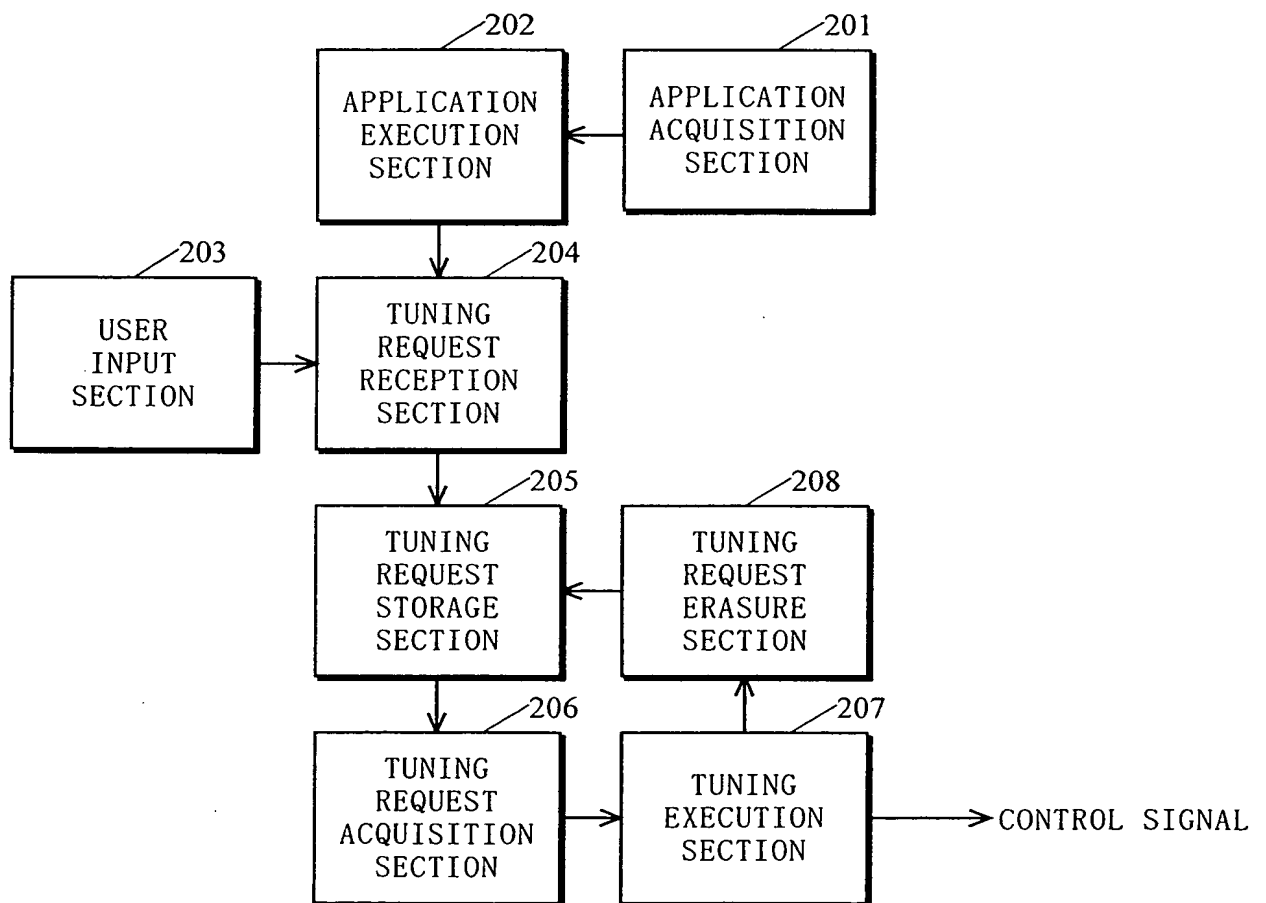 202
201
APPLICATION
EXECUTION
SECTION
APPLICATION
ACQUISITION
SECTION
203
204
USER
INPUT
SECTION
TUNING
REQUEST
RECEPTION
SECTION
205
208
TUNING
REQUEST
STORAGE
SECTION
TUNING
REQUEST
ERASURE
SECTION
206
207
TUNING
REQUEST
ACQUISITION
SECTION
TUNING
EXECUTION
SECTION
CONTROL SIGNAL